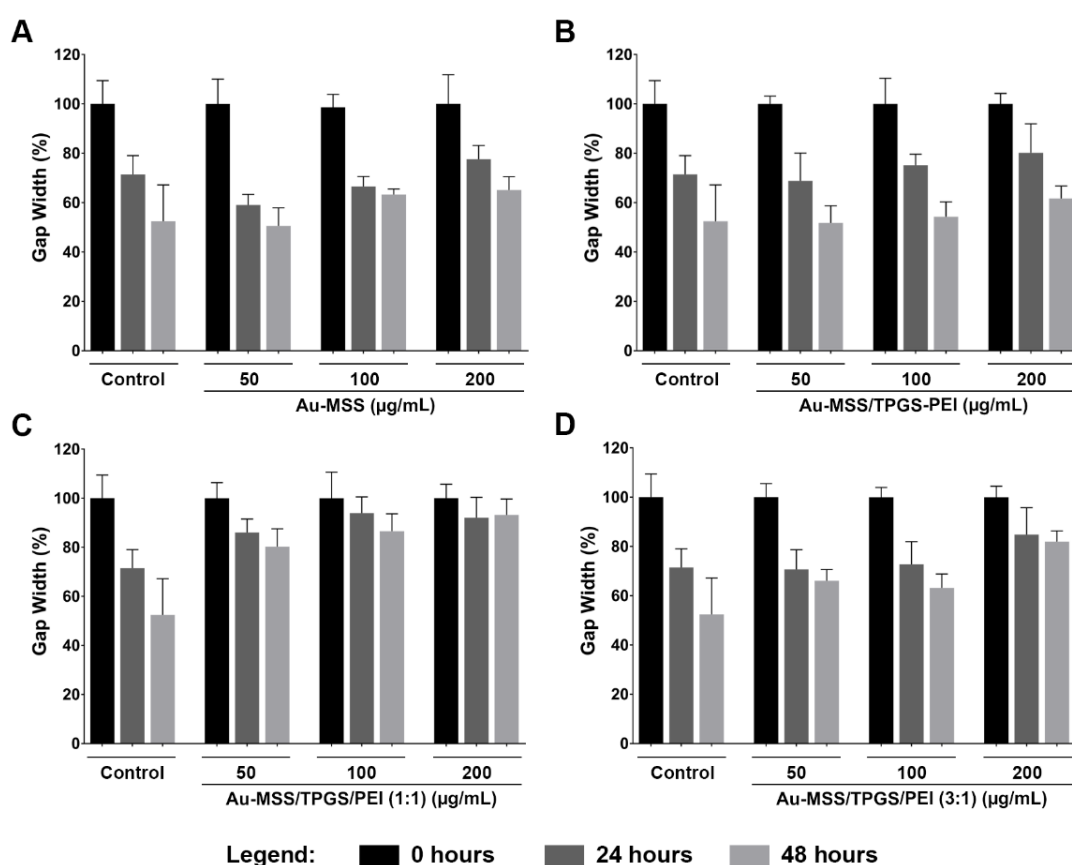 A
120
100
80
60
40
20
0
Gap Width (%)
Control
50 100 200
Au-MSS (µg/mL)
B
120
100
80
60
40
20
0
Gap Width (%)
Control
50 100 200
Au-MSS/TPGS-PEI (µg/mL)
C
120
100
80
60
40
20
0
Gap Width (%)
Control
50 100 200
Au-MSS/TPGS/PEI (1:1) (µg/mL)
D
120
100
80
60
40
20
0
Gap Width (%)
Control
50 100 200
Au-MSS/TPGS/PEI (3:1) (µg/mL)
Legend: 0 hours 24 hours 48 hours